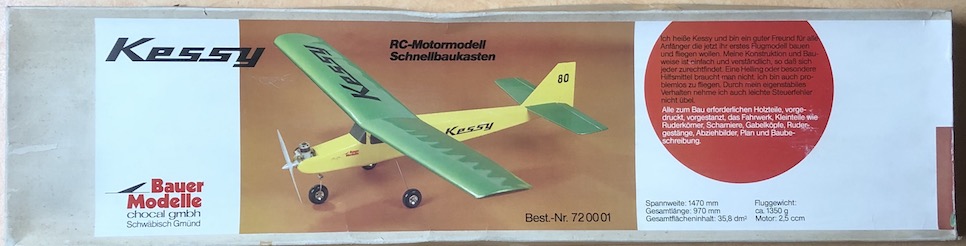 Kessy
RC-Motormodell
Schnellbaukasten
Kessy
Kessy
80
Best.-Nr. 72 00 01
Bauer
Modelle
chocal gmbh
Schwäbisch Gmünd
Ich heiße Kessy und bin ein guter Freund für alle
Anfänger die jetzt ihr erstes Flugmodell bauen
und fliegen wollen. Meine Konstruktion und Bau-
weise ist einfach und verständlich, so daß sich
jeder zurechtfindet. Eine Helling oder besondere
Hilfsmittel braucht man nicht. Ich bin auch pro-
blemlos zu fliegen. Durch mein eigenstabiles
Verhalten nehme ich auch leichte Steuerfehler
nicht übel.
Alle zum Bau erforderlichen Holzteile, vorge-
druckt, vorgestanzt, das Fahrwerk, Kleinteile wie
Ruderhörner, Scharniere, Gabelköpfe, Ruder-
gestänge, Abziehbilder, Plan und Baube-
schreibung.
Spannweite: 1470 mm
Gesamtlänge: 970 mm
Gesamtflächeninhalt: 35,8 dm²
Fluggewicht:
ca. 1350 g
Motor: 2,5 ccm